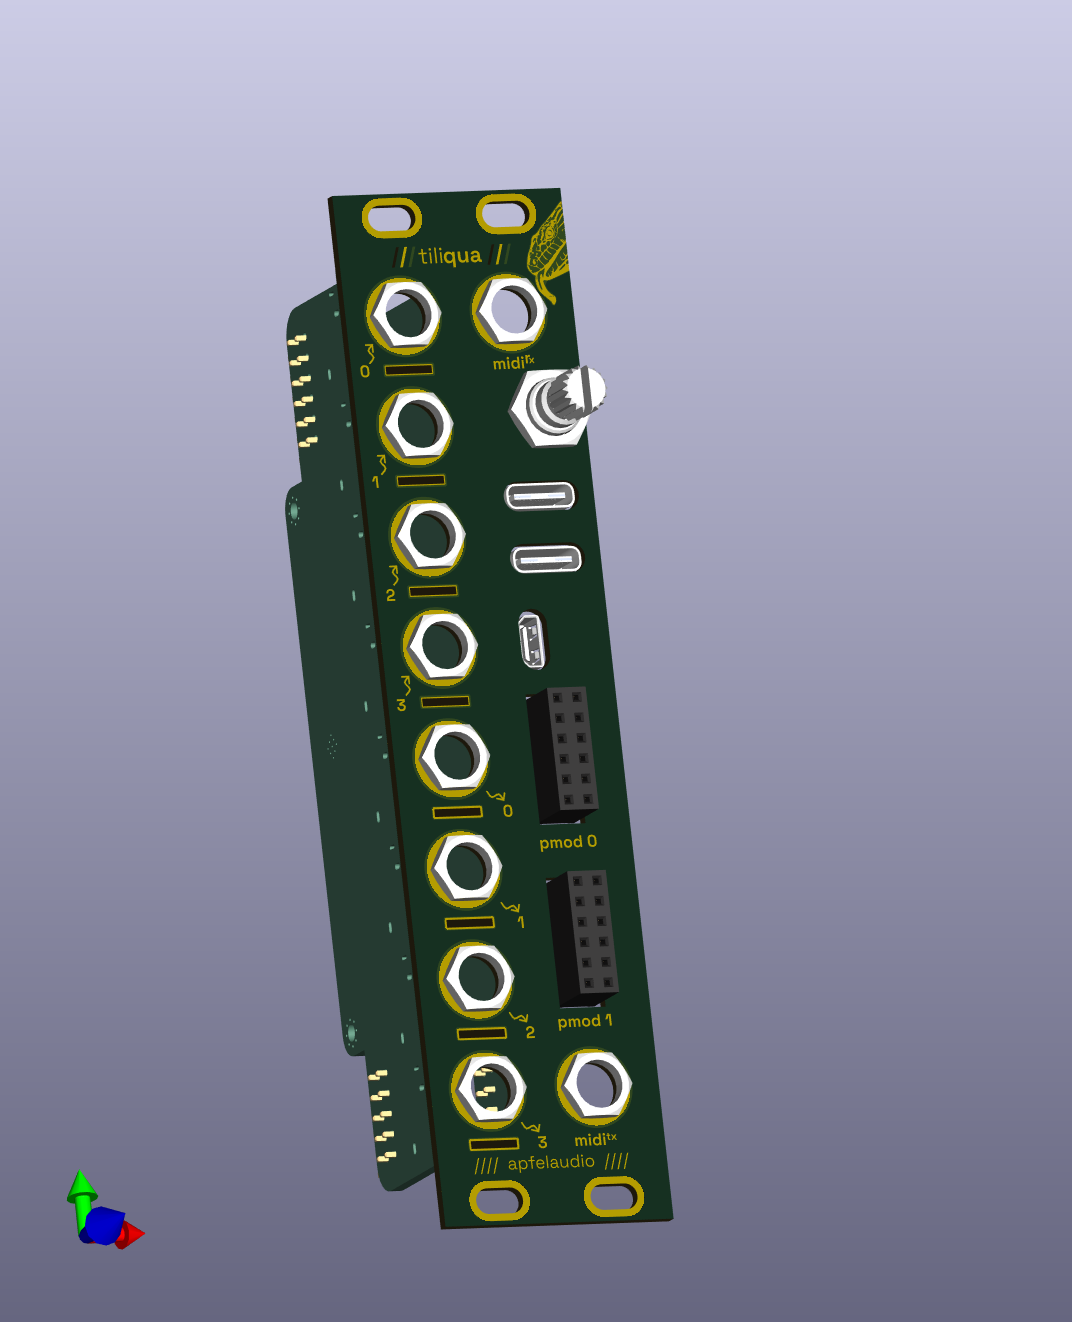 tiliqua
midi rx
0
1
2
3
0
pmod 0
1
pmod 1
2
3
midi tx
//// apfelaudio ////